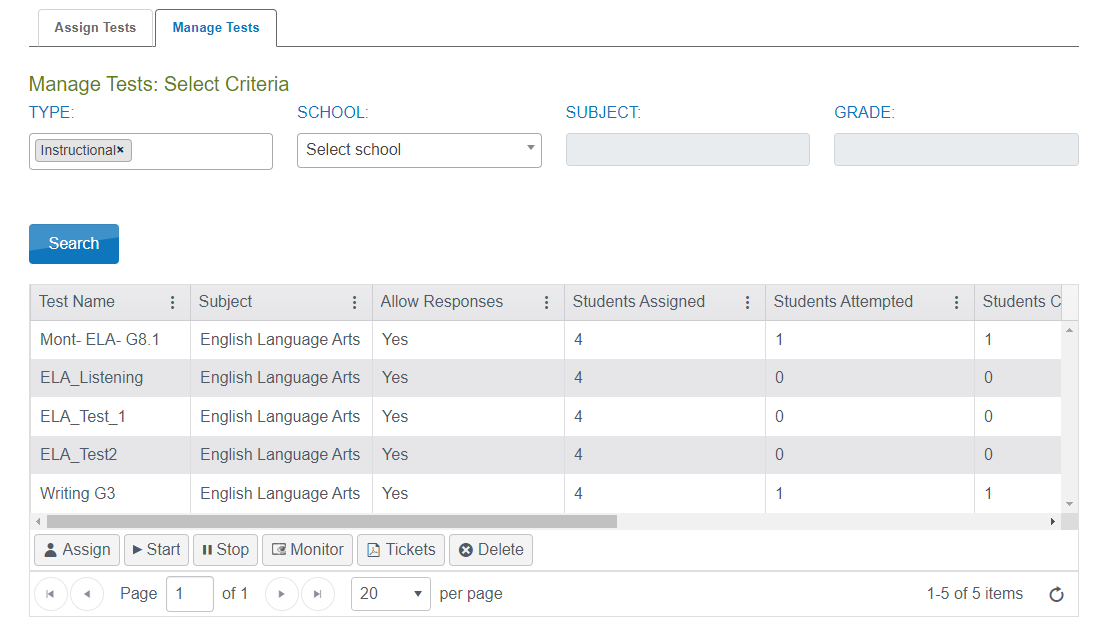 Assign Tests Manage Tests
Manage Tests: Select Criteria
TYPE: SCHOOL: SUBJECT: GRADE:
Instructional× Select school
Search
Test Name Subject Allow Responses Students Assigned Students Attempted Students C
Mont- ELA- G8.1 English Language Arts Yes 4 1 1
ELA_Listening English Language Arts Yes 4 0 0
ELA_Test_1 English Language Arts Yes 4 0 0
ELA_Test2 English Language Arts Yes 4 0 0
Writing G3 English Language Arts Yes 4 1 1
Assign Start Stop Monitor Tickets Delete
Page 1 of 1 20 per page 1-5 of 5 items